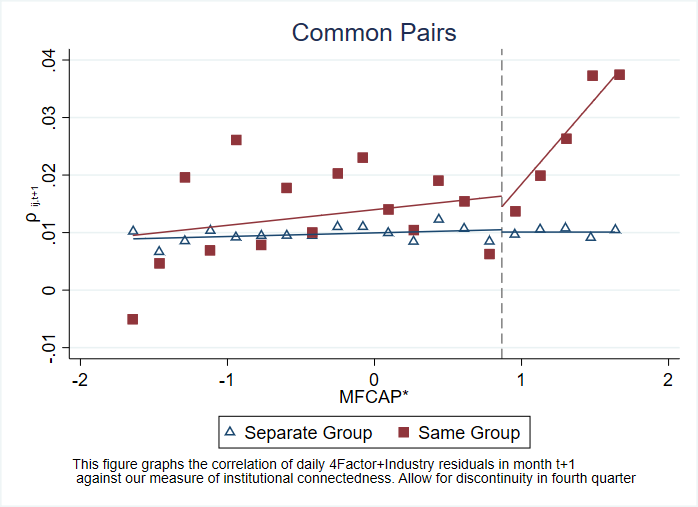 Common Pairs
.04
.03
.02
.01
0
-.01
ρ ij,t+1
-2
-1
0
1
2
MFCAP*
Separate Group
Same Group
This figure graphs the correlation of daily 4Factor+Industry residuals in month t+1
against our measure of institutional connectedness. Allow for discontinuity in fourth quarter